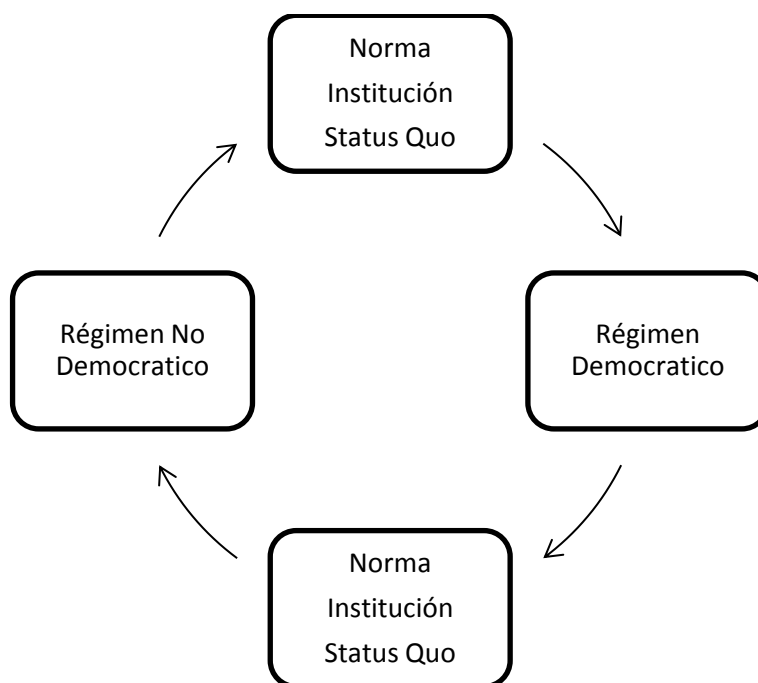 Norma
Institución
Status Quo
Régimen No
Democratico
Régimen
Democratico
Norma
Institución
Status Quo